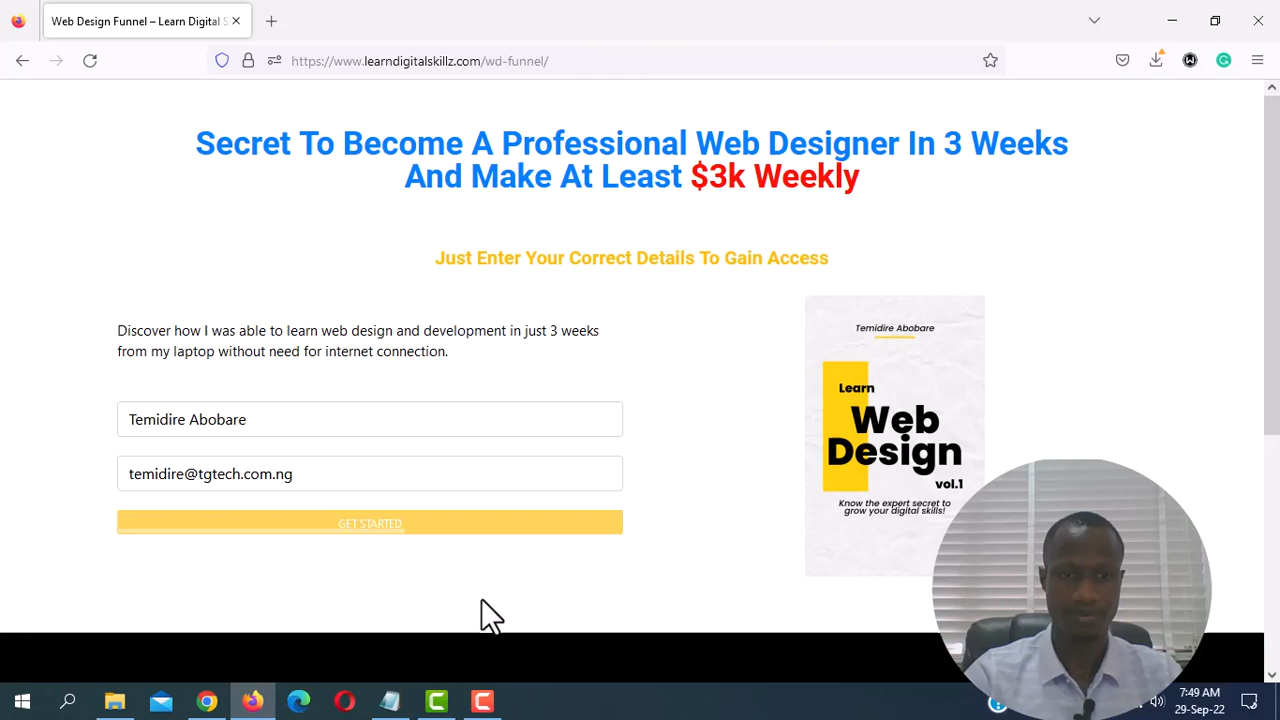 Web Design Funnel – Learn Digital S
https://www.learndigitalskillz.com/wd-funnel/
Secret To Become A Professional Web Designer In 3 Weeks
And Make At Least $3k Weekly
Just Enter Your Correct Details To Gain Access
Discover how I was able to learn web design and development in just 3 weeks
from my laptop without need for internet connection.
Temidire Abobare
temidire@tgtech.com.ng
GET STARTED
Temidire Abobare
Learn
Web
Design
vol.1
Know the expert secret to
grow your digital skills!
7:49 AM
29-Sep-22